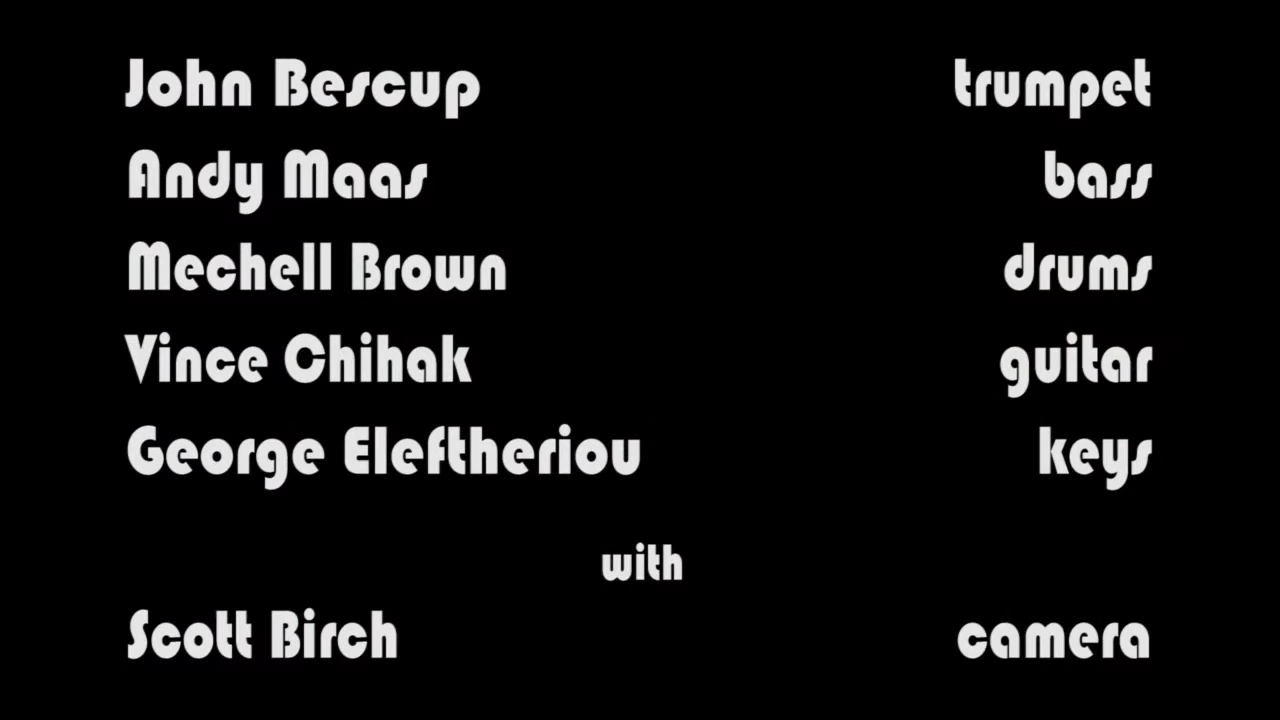 John Bescup trumpet
Andy Maas bass
Mechell Brown drums
Vince Chihak guitar
George Eleftheriou keys
with
Scott Birch camera